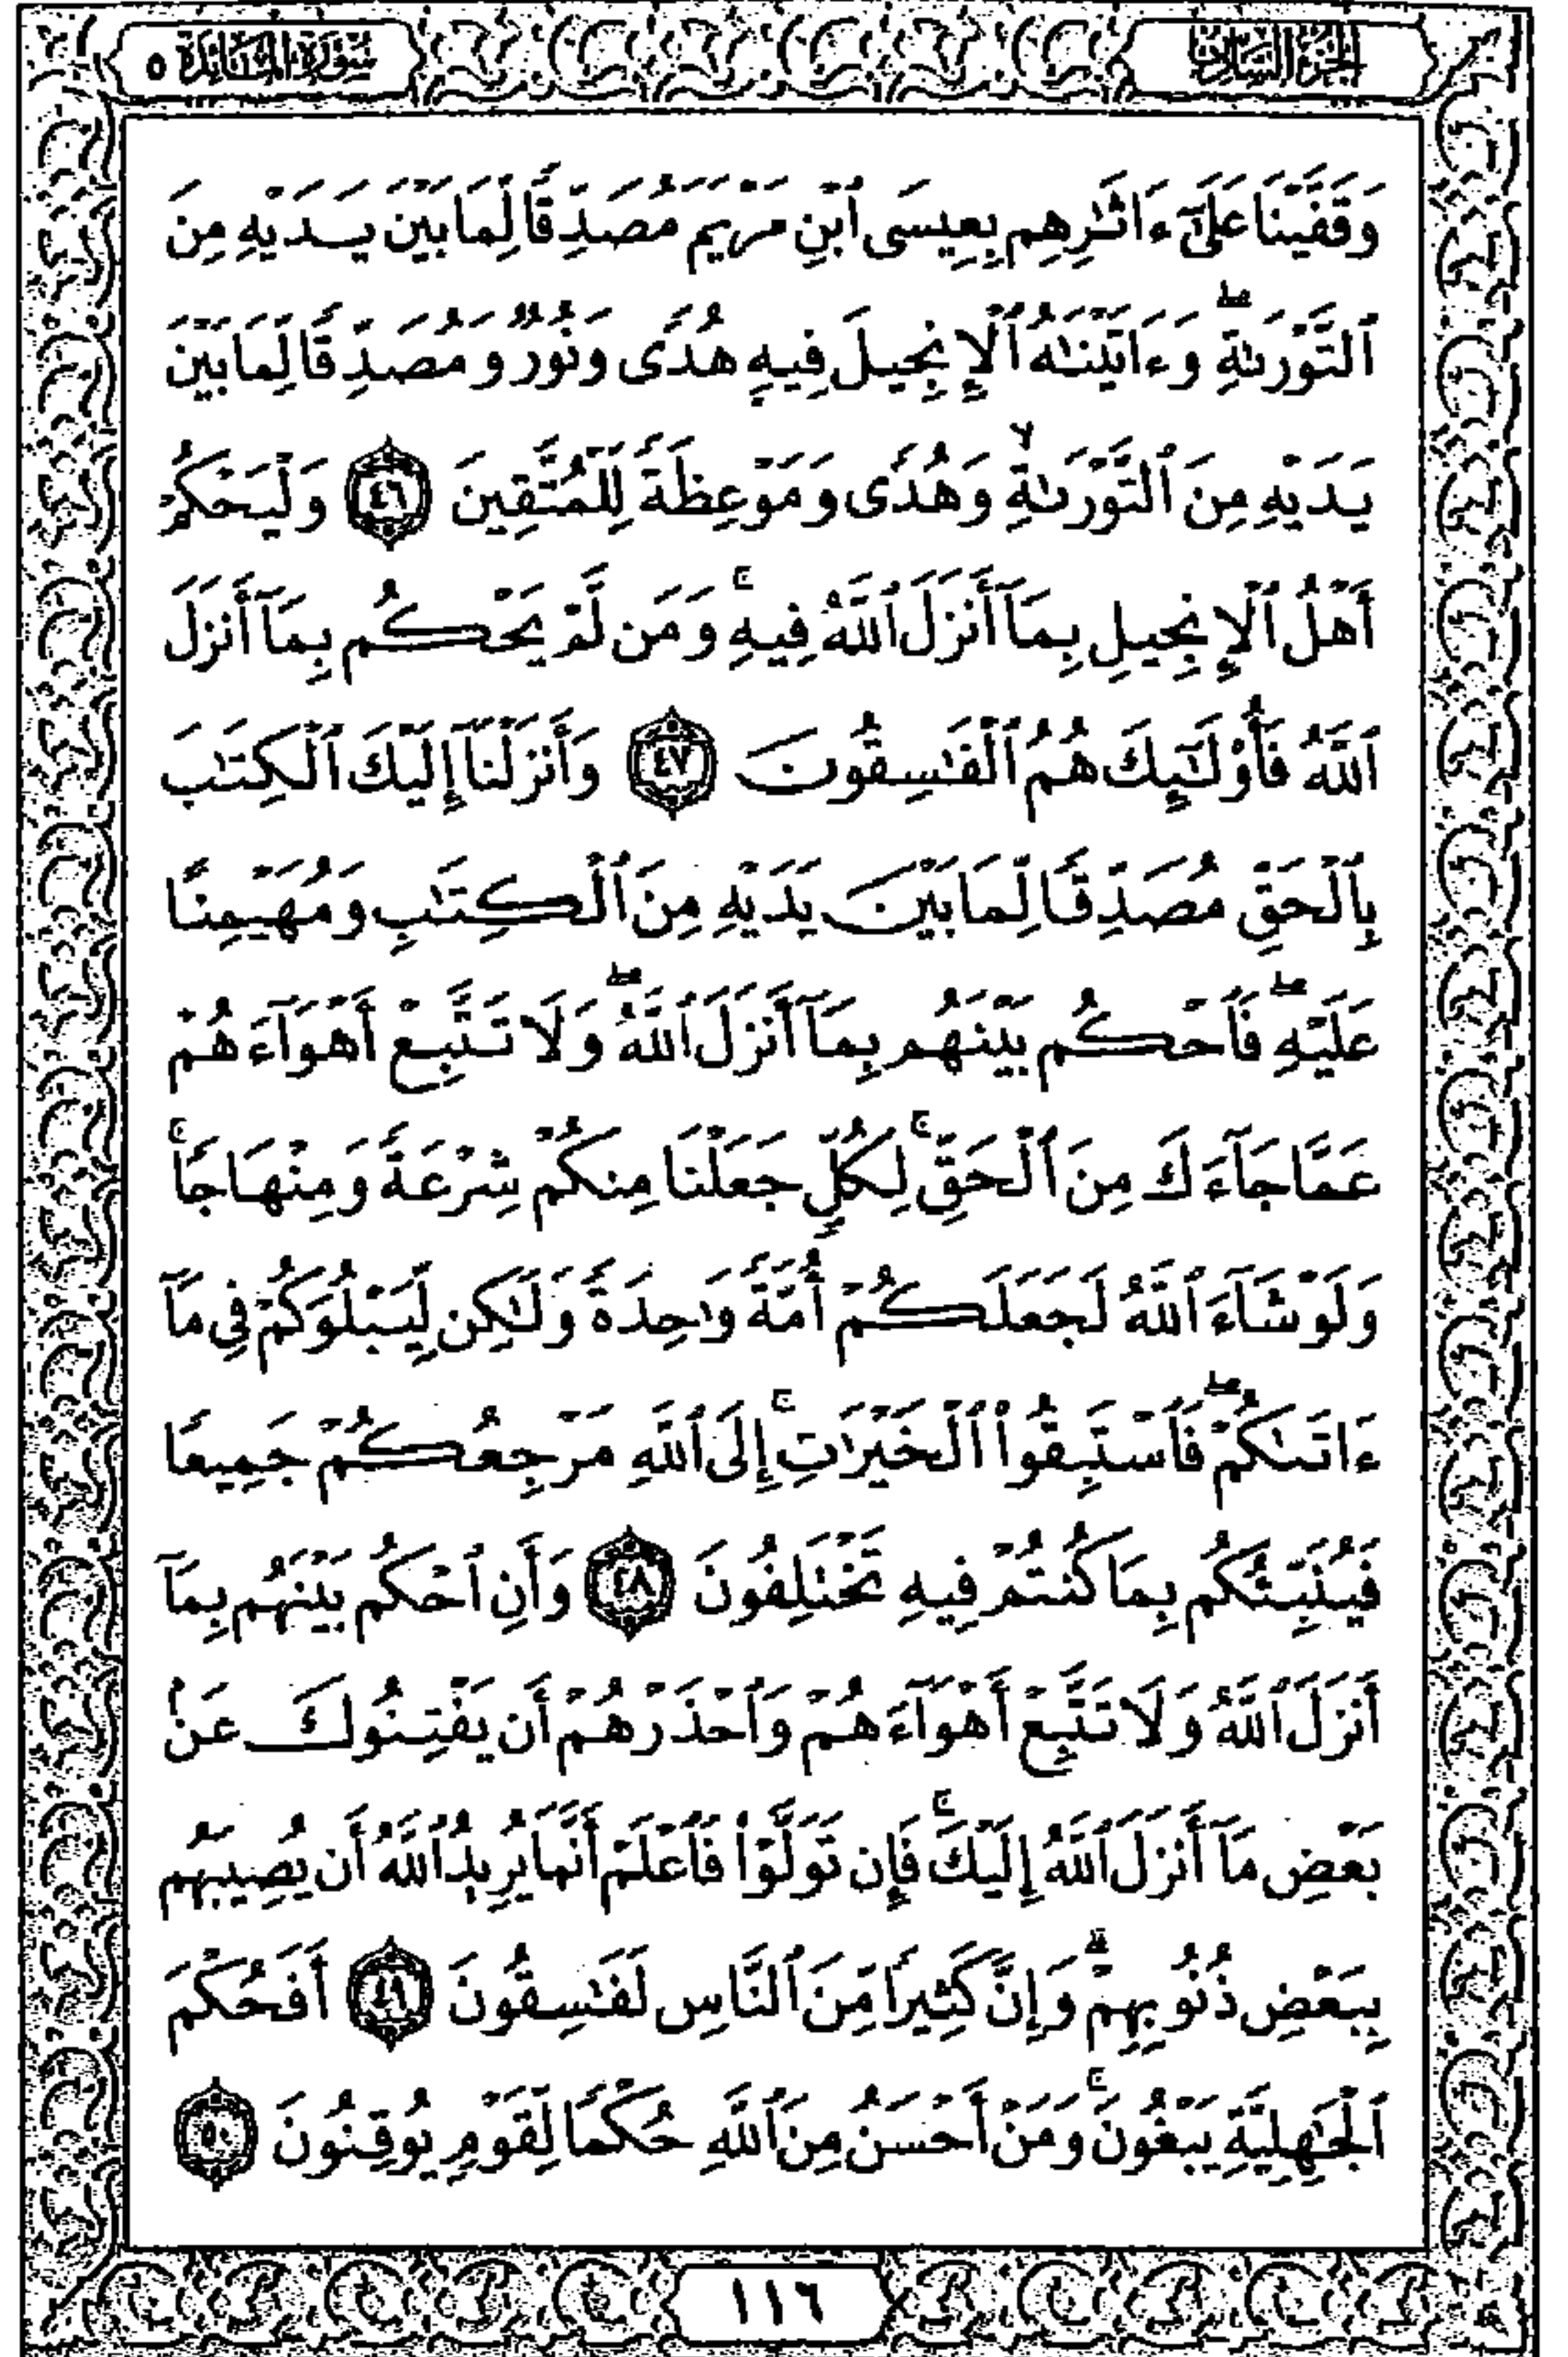 الجزء السادس سورة المائدة ٥
وَقَفَّيْنَا عَلَىٰٓ ءَاثَٰرِهِم بِعِيسَى ٱبْنِ مَرْيَمَ مُصَدِّقًا لِّمَا بَيْنَ يَدَيْهِ مِنَ
ٱلتَّوْرَىٰةِ ۖ وَءَاتَيْنَٰهُ ٱلْإِنجِيلَ فِيهِ هُدًى وَنُورٌ وَمُصَدِّقًا لِّمَا بَيْنَ
يَدَيْهِ مِنَ ٱلتَّوْرَىٰةِ ۙ وَهُدًى وَمَوْعِظَةً لِّلْمُتَّقِينَ ٤٦ وَلْيَحْكُمْ
أَهْلُ ٱلْإِنجِيلِ بِمَآ أَنزَلَ ٱللَّهُ فِيهِ ۚ وَمَن لَّمْ يَحْكُم بِمَآ أَنزَلَ
ٱللَّهُ فَأُو۟لَٰٓئِكَ هُمُ ٱلْفَٰسِقُونَ ٤٧ وَأَنزَلْنَآ إِلَيْكَ ٱلْكِتَٰبَ
بِٱلْحَقِّ مُصَدِّقًا لِّمَا بَيْنَ يَدَيْهِ مِنَ ٱلْكِتَٰبِ وَمُهَيْمِنًا
عَلَيْهِ ۖ فَٱحْكُم بَيْنَهُم بِمَآ أَنزَلَ ٱللَّهُ ۖ وَلَا تَتَّبِعْ أَهْوَآءَهُمْ
عَمَّا جَآءَكَ مِنَ ٱلْحَقِّ ۚ لِكُلٍّ جَعَلْنَا مِنكُمْ شِرْعَةً وَمِنْهَاجًا ۚ
وَلَوْ شَآءَ ٱللَّهُ لَجَعَلَكُمْ أُمَّةً وَٰحِدَةً وَلَٰكِن لِّيَبْلُوَكُمْ فِى مَآ
ءَاتَىٰكُمْ ۖ فَٱسْتَبِقُوا۟ ٱلْخَيْرَٰتِ ۚ إِلَى ٱللَّهِ مَرْجِعُكُمْ جَمِيعًا
فَيُنَبِّئُكُم بِمَا كُنتُمْ فِيهِ تَخْتَلِفُونَ ٤٨ وَأَنِ ٱحْكُم بَيْنَهُم بِمَآ
أَنزَلَ ٱللَّهُ وَلَا تَتَّبِعْ أَهْوَآءَهُمْ وَٱحْذَرْهُمْ أَن يَفْتِنُوكَ عَنۢ
بَعْضِ مَآ أَنزَلَ ٱللَّهُ إِلَيْكَ ۖ فَإِن تَوَلَّوْا۟ فَٱعْلَمْ أَنَّمَا يُرِيدُ ٱللَّهُ أَن يُصِيبَهُم
بِبَعْضِ ذُنُوبِهِمْ ۗ وَإِنَّ كَثِيرًا مِّنَ ٱلنَّاسِ لَفَٰسِقُونَ ٤٩ أَفَحُكْمَ
ٱلْجَٰهِلِيَّةِ يَبْغُونَ ۚ وَمَنْ أَحْسَنُ مِنَ ٱللَّهِ حُكْمًا لِّقَوْمٍ يُوقِنُونَ ٥٠
١١٦